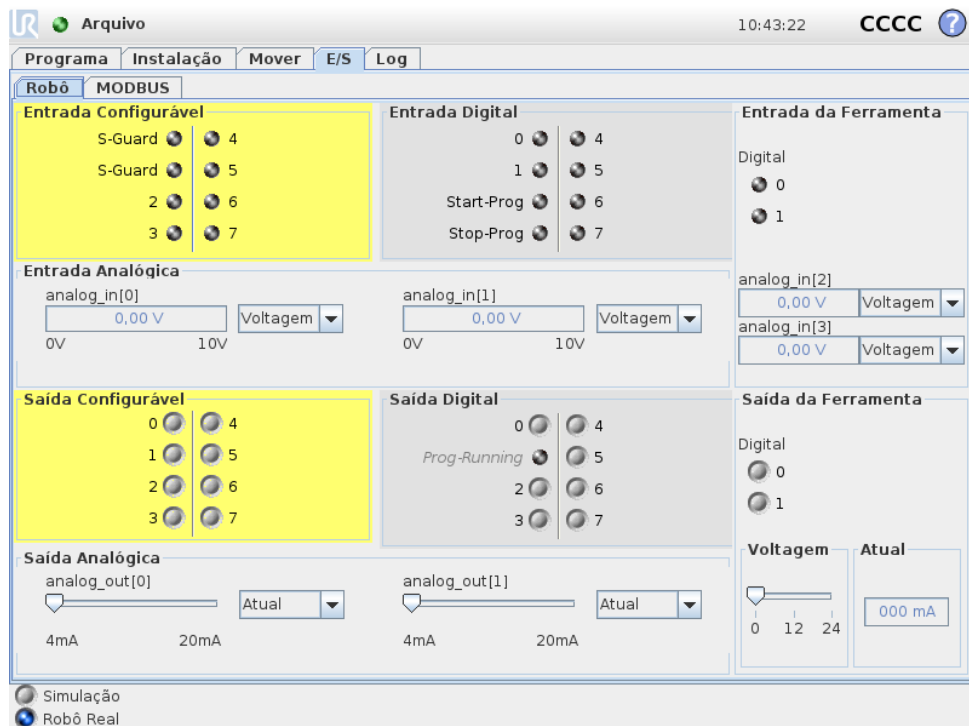 UR Arquivo 10:43:22 CCCC ?
Programa Instalação Mover E/S Log
Robô MODBUS
Entrada Configurável
S-Guard 4
S-Guard 5
2 6
3 7
Entrada Digital
0 4
1 5
Start-Prog 6
Stop-Prog 7
Entrada da Ferramenta
Digital
0
1
analog_in[2]
0,00 V Voltagem
analog_in[3]
0,00 V Voltagem
Entrada Analógica
analog_in[0]
0,00 V Voltagem
0V 10V
analog_in[1]
0,00 V Voltagem
0V 10V
Saída Configurável
0 4
1 5
2 6
3 7
Saída Digital
0 4
Prog-Running 5
2 6
3 7
Saída da Ferramenta
Digital
0
1
Voltagem
0 12 24
Atual
000 mA
Saída Analógica
analog_out[0]
Atual
4mA 20mA
analog_out[1]
Atual
4mA 20mA
Simulação
Robô Real